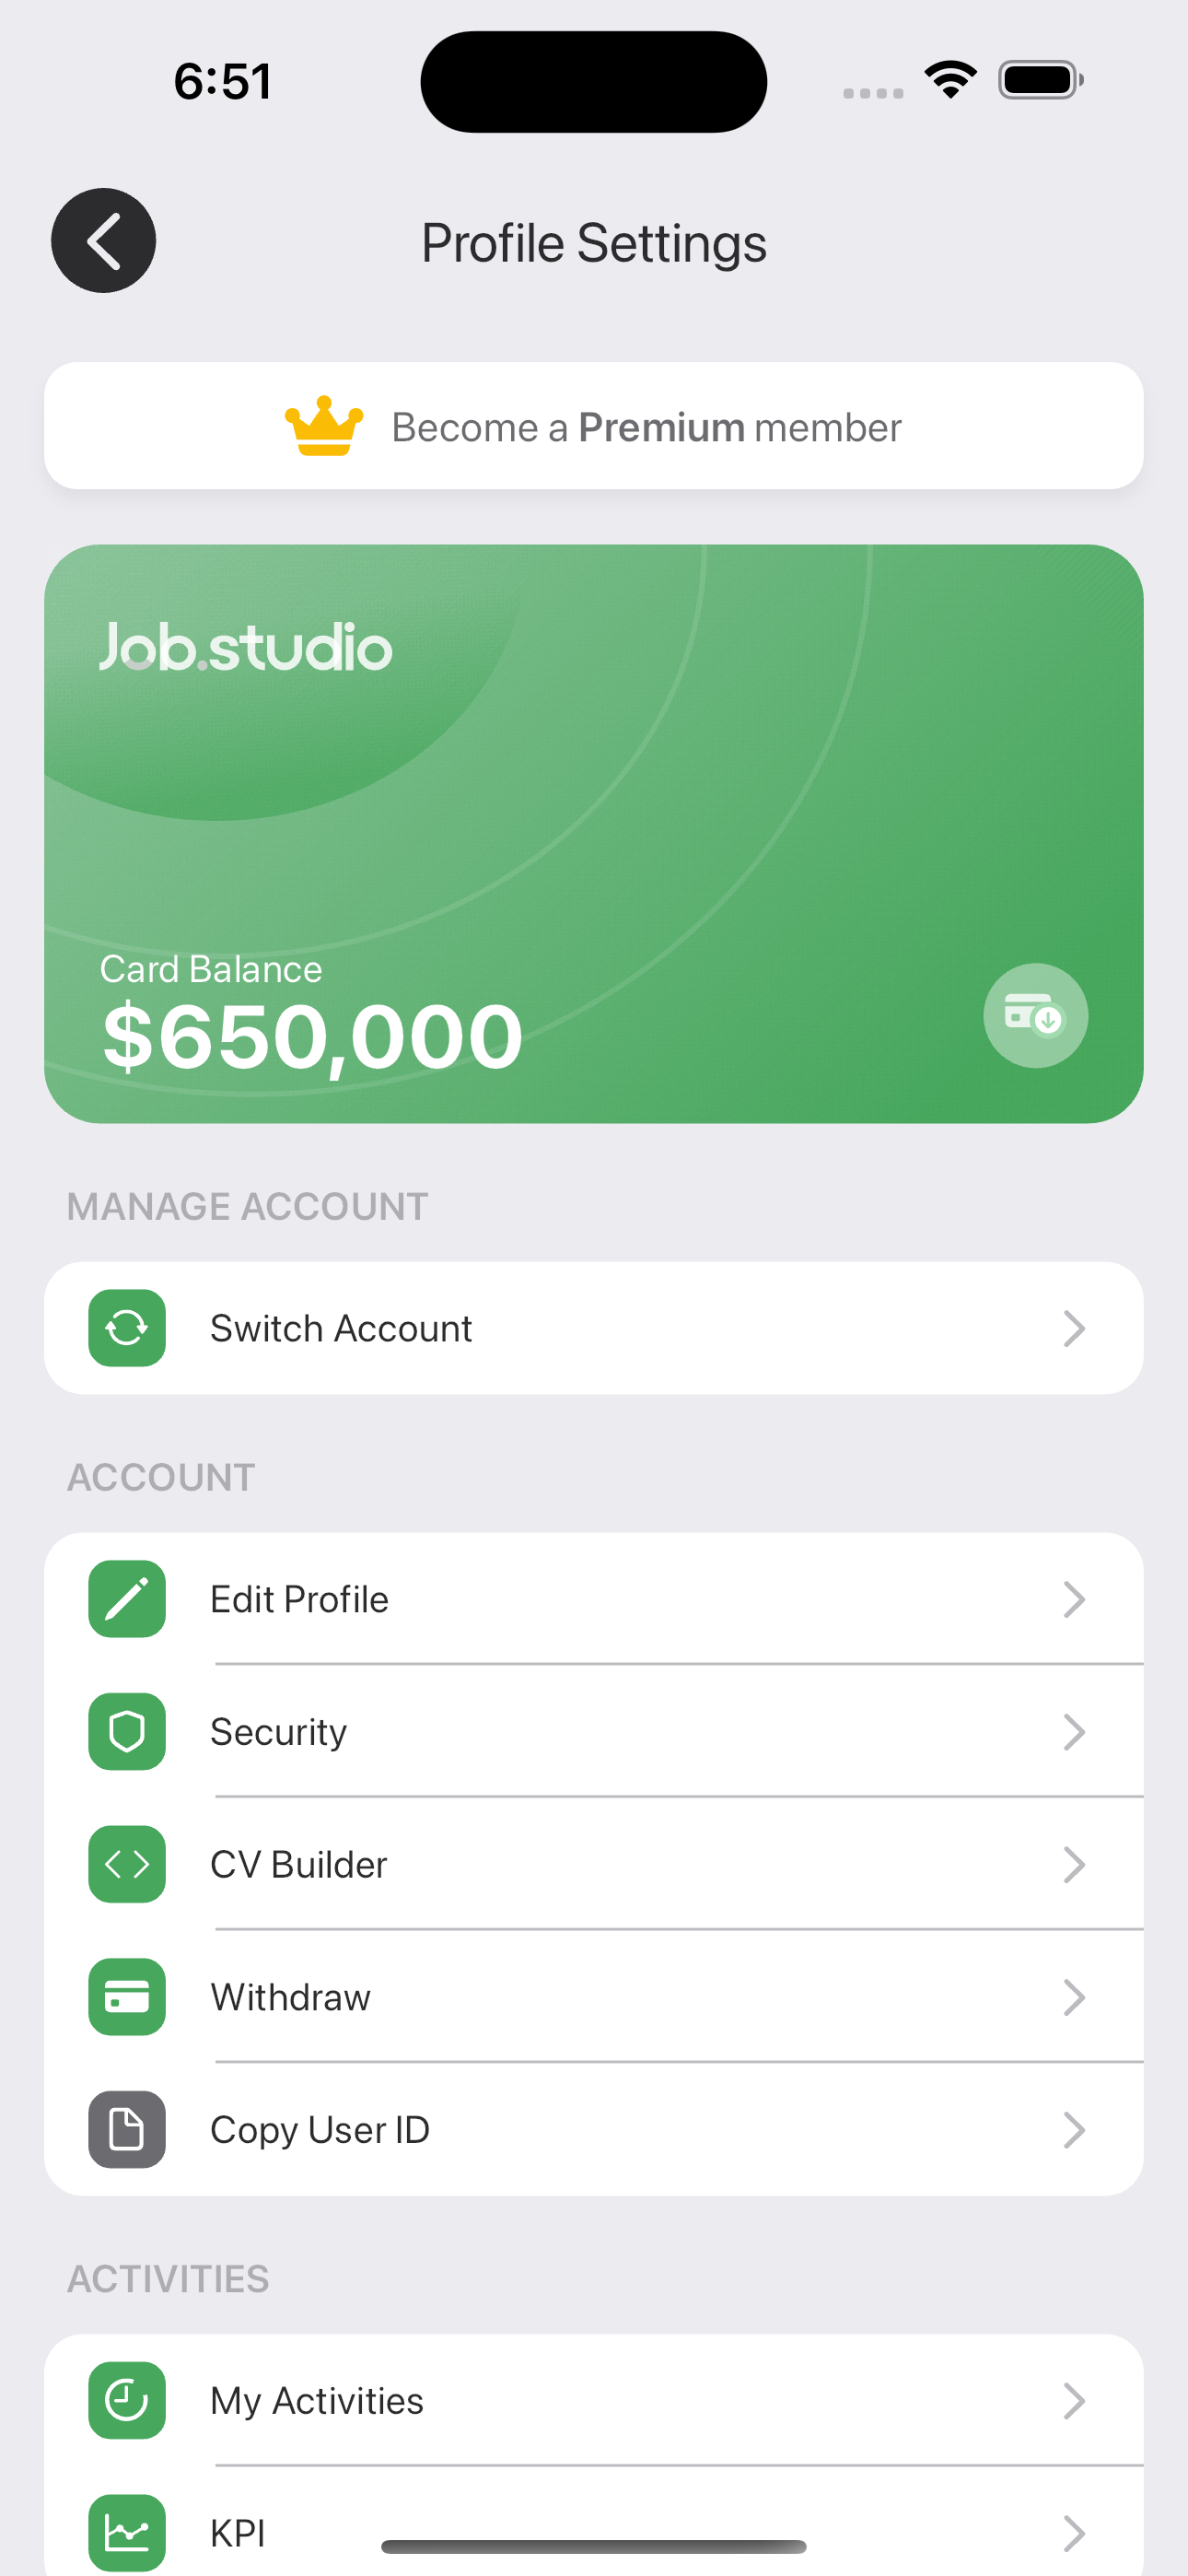 6:51
Profile Settings
Become a Premium member
Job.studio
Card Balance
$650,000
MANAGE ACCOUNT
Switch Account
ACCOUNT
Edit Profile
Security
CV Builder
Withdraw
Copy User ID
ACTIVITIES
My Activities
KPI